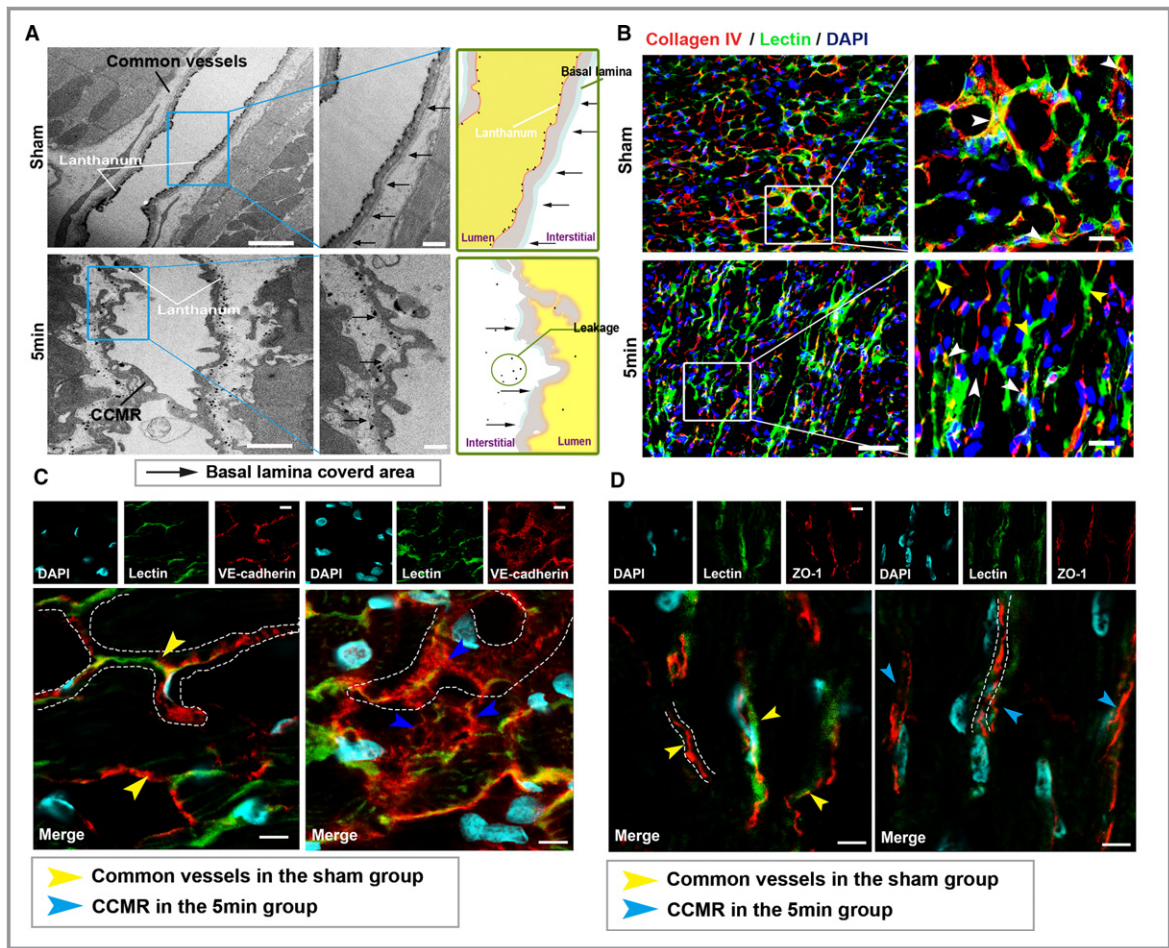 A
Common vessels
Lanthanum
Sham
Basal lamina
Lanthanum
Lumen
Interstitial
5min
Lanthanum
CCMR
Leakage
Interstitial
Lumen
Basal lamina coverd area
B
Collagen IV / Lectin / DAPI
Sham
5min
C
DAPI
Lectin
VE-cadherin
DAPI
Lectin
VE-cadherin
Merge
Merge
Common vessels in the sham group
CCMR in the 5min group
D
DAPI
Lectin
ZO-1
DAPI
Lectin
ZO-1
Merge
Merge
Common vessels in the sham group
CCMR in the 5min group